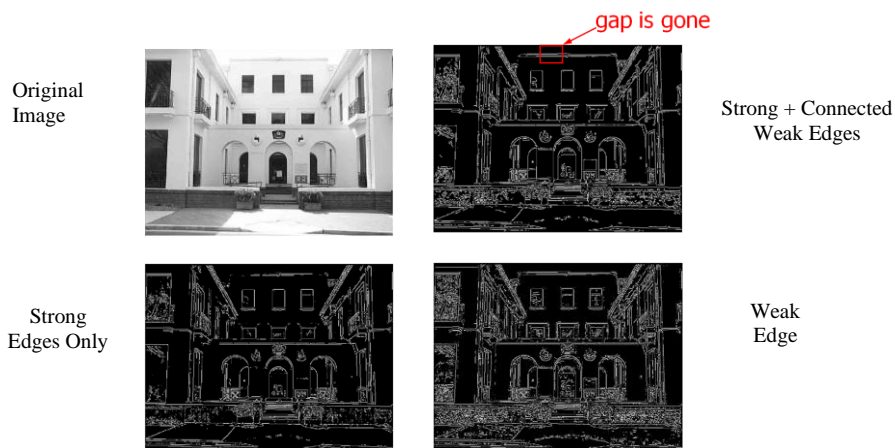 gap is gone
Original
Image
Strong + Connected
Weak Edges
Strong
Edges Only
Weak
Edge